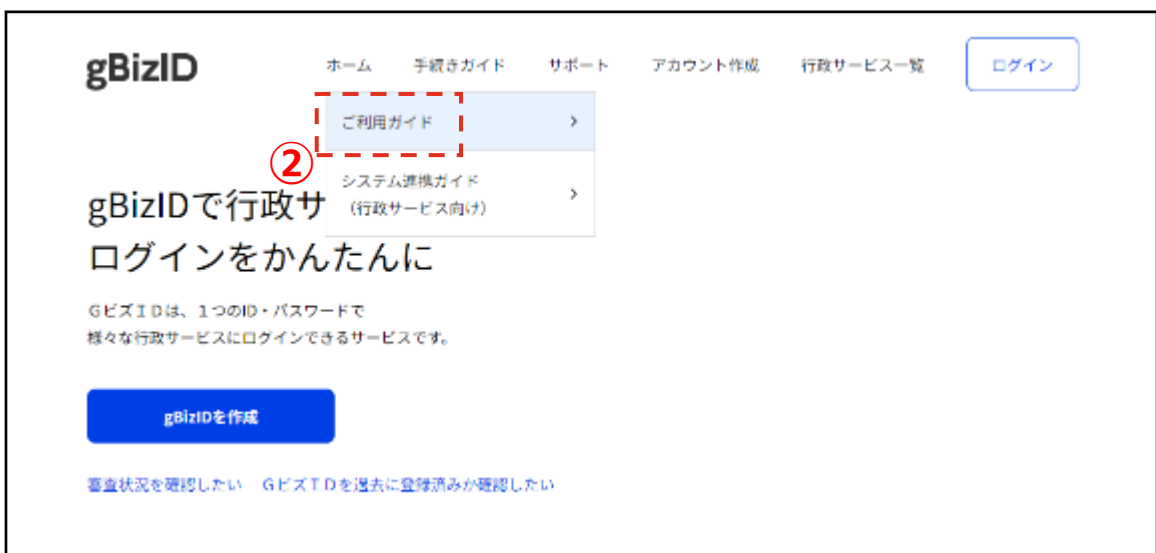 gBizID
ホーム 手続きガイド サポート アカウント作成 行政サービス一覧 ログイン
ご利用ガイド >
②
システム連携ガイド
（行政サービス向け） >
gBizIDで行政サ
ログインをかんたんに
GビズIDは、1つのID・パスワードで
様々な行政サービスにログインできるサービスです。
gBizIDを作成
審査状況を確認したい GビズIDを過去に登録済みか確認したい